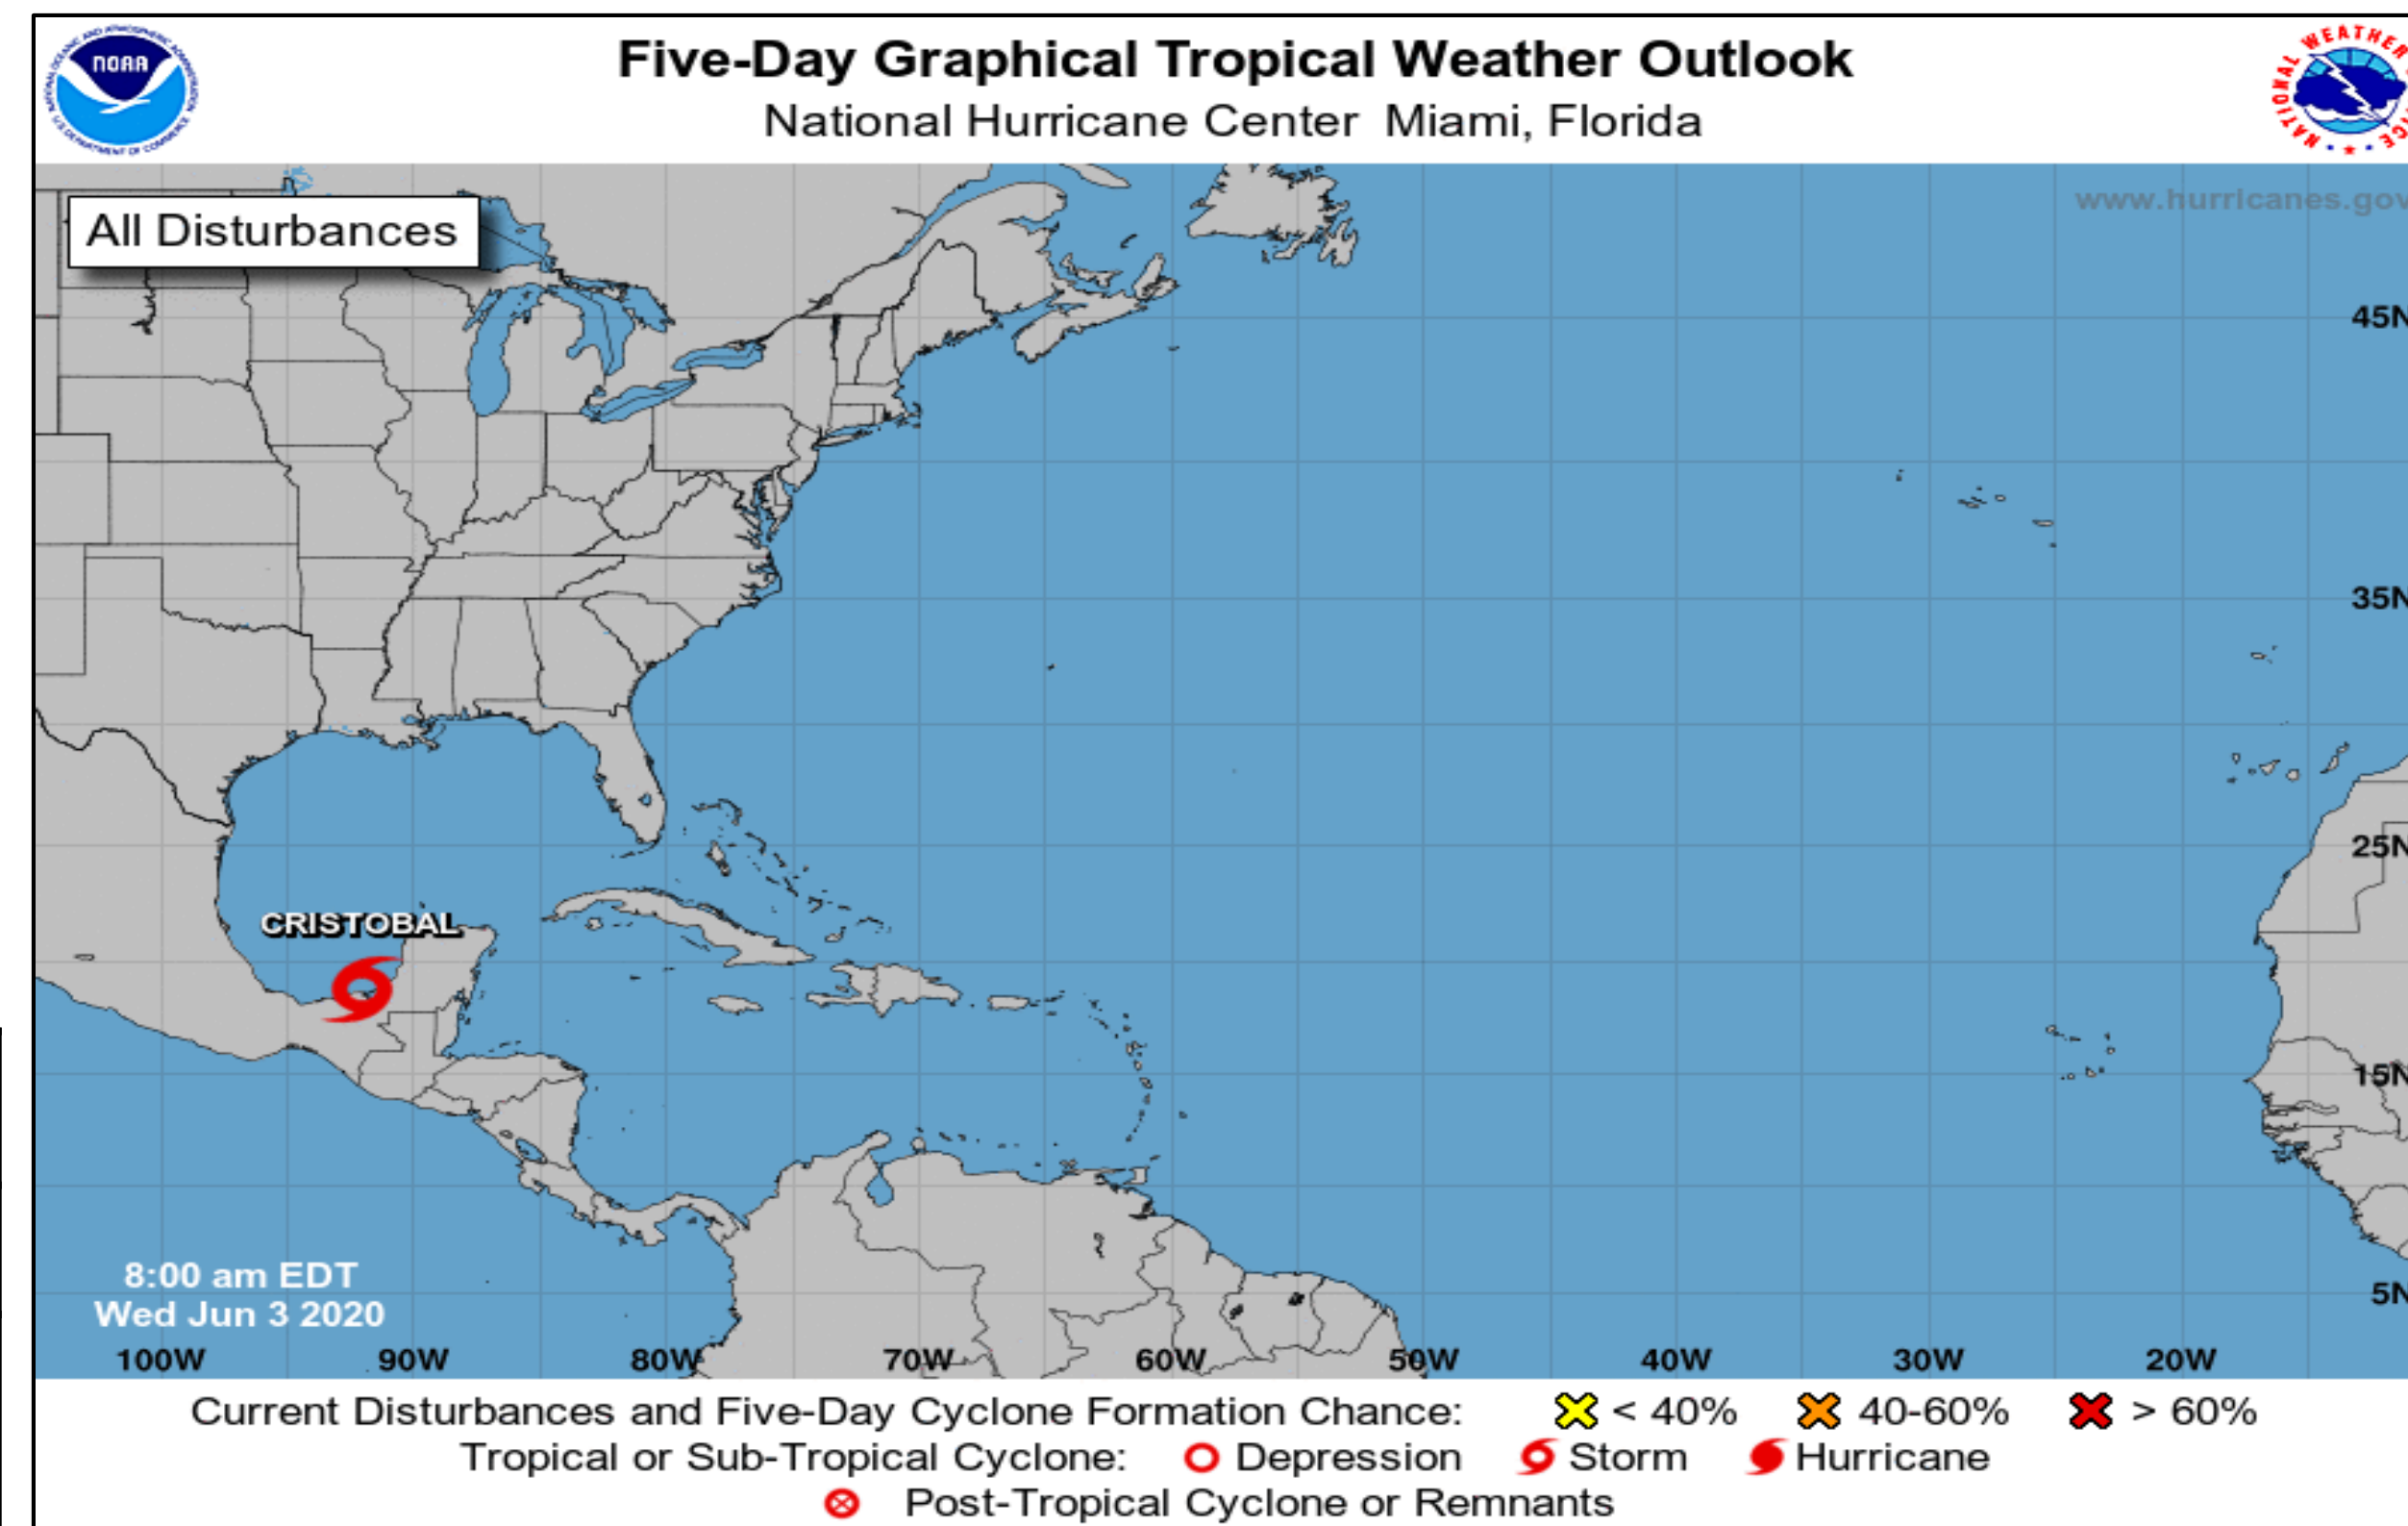 Five-Day Graphical Tropical Weather Outlook
National Hurricane Center Miami, Florida
NOAA
NATIONAL WEATHER
All Disturbances
www.hurricanes.gov
45N
35N
25N
CRISTOBAL
15N
8:00 am EDT
Wed Jun 3 2020
5N
100W 90W 80W 70W 60W 50W 40W 30W 20W
Current Disturbances and Five-Day Cyclone Formation Chance: < 40% 40-60% > 60%
Tropical or Sub-Tropical Cyclone: Depression Storm Hurricane
Post-Tropical Cyclone or Remnants